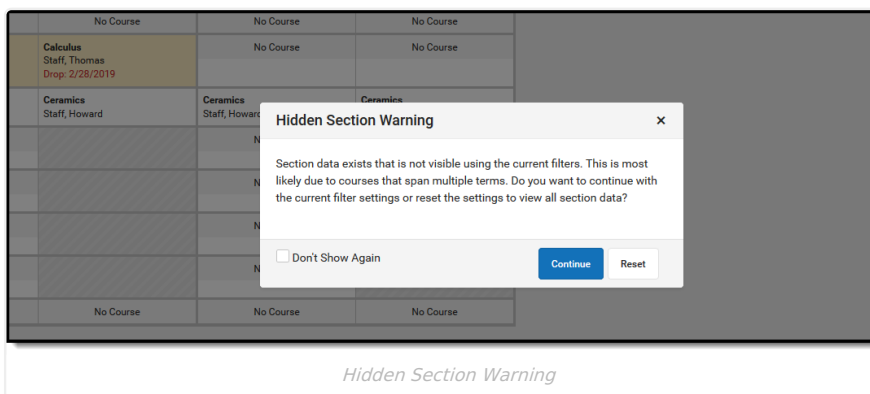 No Course No Course No Course
Calculus No Course No Course
Staff, Thomas
Drop: 2/28/2019
Ceramics Ceramics Ceramics
Staff, Howard Staff, Howard
Hidden Section Warning ×
N
Section data exists that is not visible using the current filters. This is most
likely due to courses that span multiple terms. Do you want to continue with
N
the current filter settings or reset the settings to view all section data?
N
Don't Show Again Continue Reset
N
No Course No Course No Course
Hidden Section Warning